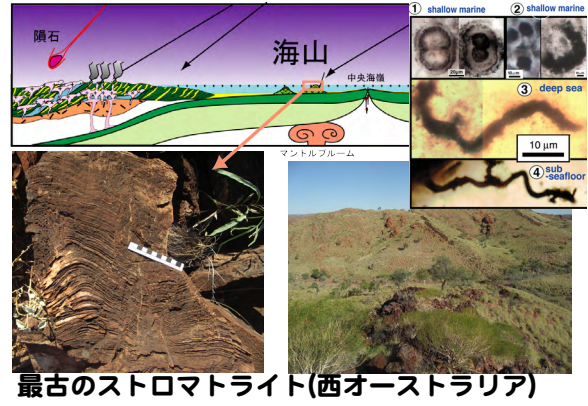 隕石
海山
中央海嶺
マントルプルーム
① shallow marine
20μm
② shallow marine
10μm
③ deep sea
10 μm
④ sub
-seafloor
最古のストロマトライト(西オーストラリア)